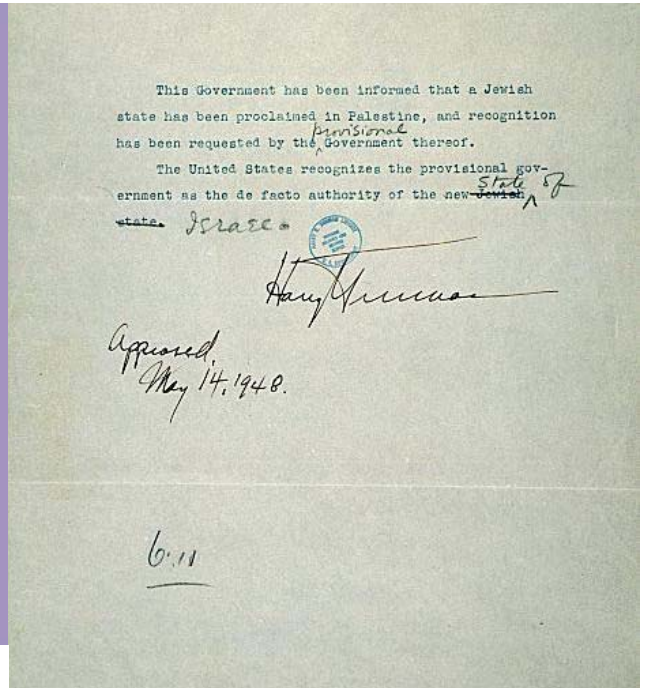 This Government has been informed that a Jewish
state has been proclaimed in Palestine, and recognition
provisional
has been requested by the Government thereof.
The United States recognizes the provisional gov-
State of
ernment as the de facto authority of the new Jewish
state. Israel.
Harry Truman
Approved,
May 14, 1948.
6.11